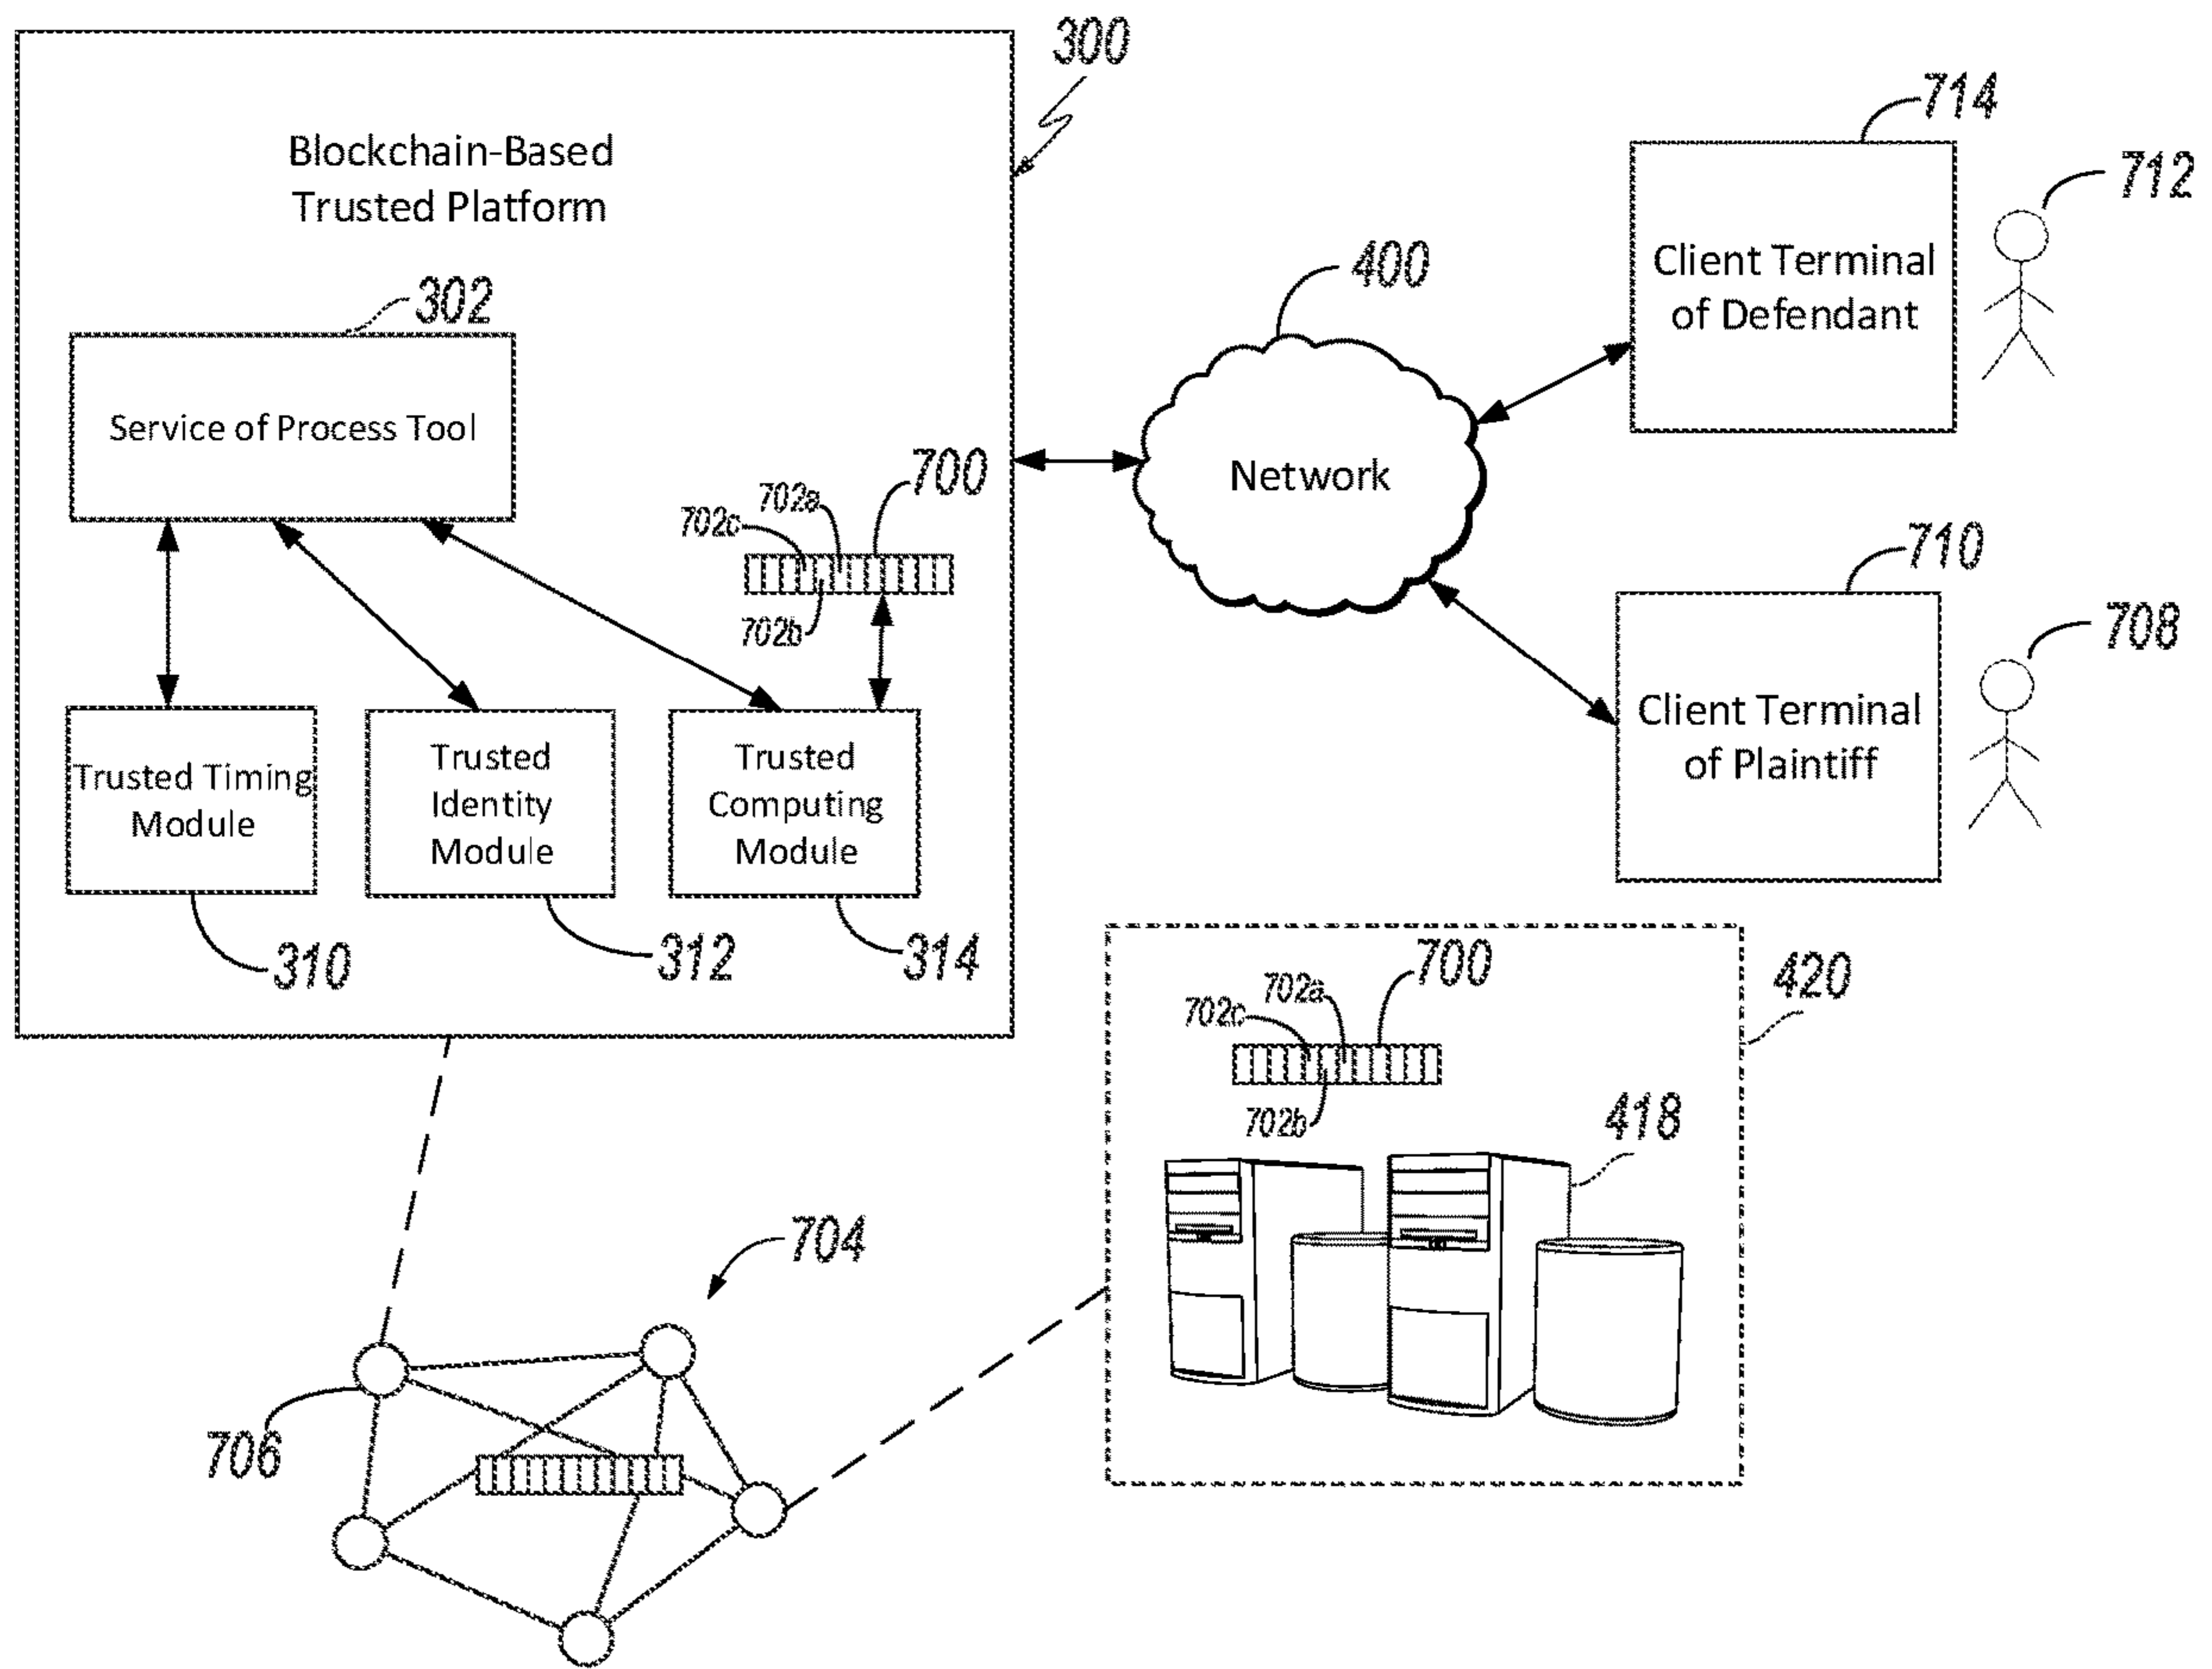 300
Blockchain-Based
Trusted Platform
302
Service of Process Tool
700
702a
702c
702b
Trusted Timing
Module
Trusted
Identity
Module
Trusted
Computing
Module
310
312
314
400
Network
714
712
Client Terminal
of Defendant
710
708
Client Terminal
of Plaintiff
420
700
702a
702c
702b
418
704
706